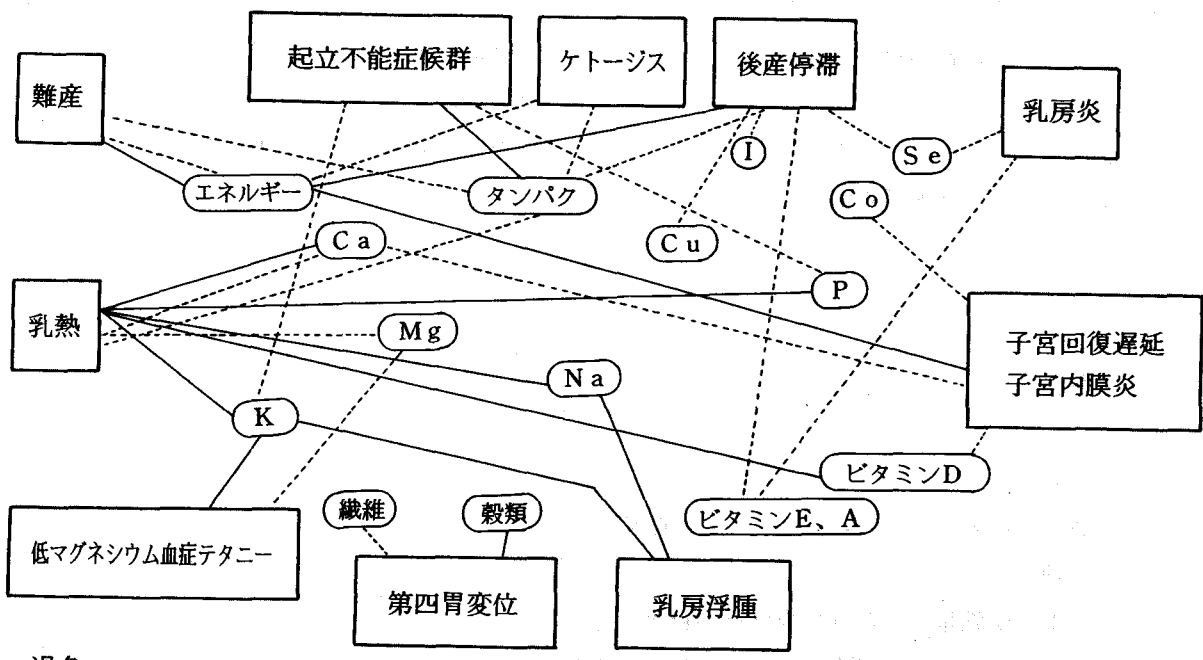 起立不能症候群
ケトージス
後産停滞
難産
乳房炎
I
Se
エネルギー
タンパク
Co
Ca
Cu
P
乳熱
Mg
子宮回復遅延
子宮内膜炎
Na
K
ビタミンD
繊維
穀類
ビタミンE、A
低マグネシウム血症テタニー
第四胃変位
乳房浮腫